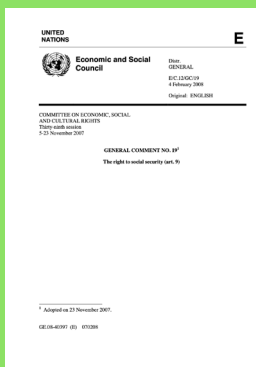 UNITED
NATIONS
E
Economic and Social
Council
Distr.
GENERAL
E/C.12/GC/19
4 February 2008
Original: ENGLISH
COMMITTEE ON ECONOMIC, SOCIAL
AND CULTURAL RIGHTS
Thirty-ninth session
5-23 November 2007
GENERAL COMMENT NO. 19¹
The right to social security (art. 9)
¹ Adopted on 23 November 2007.
GE.08-40397 (E) 070208